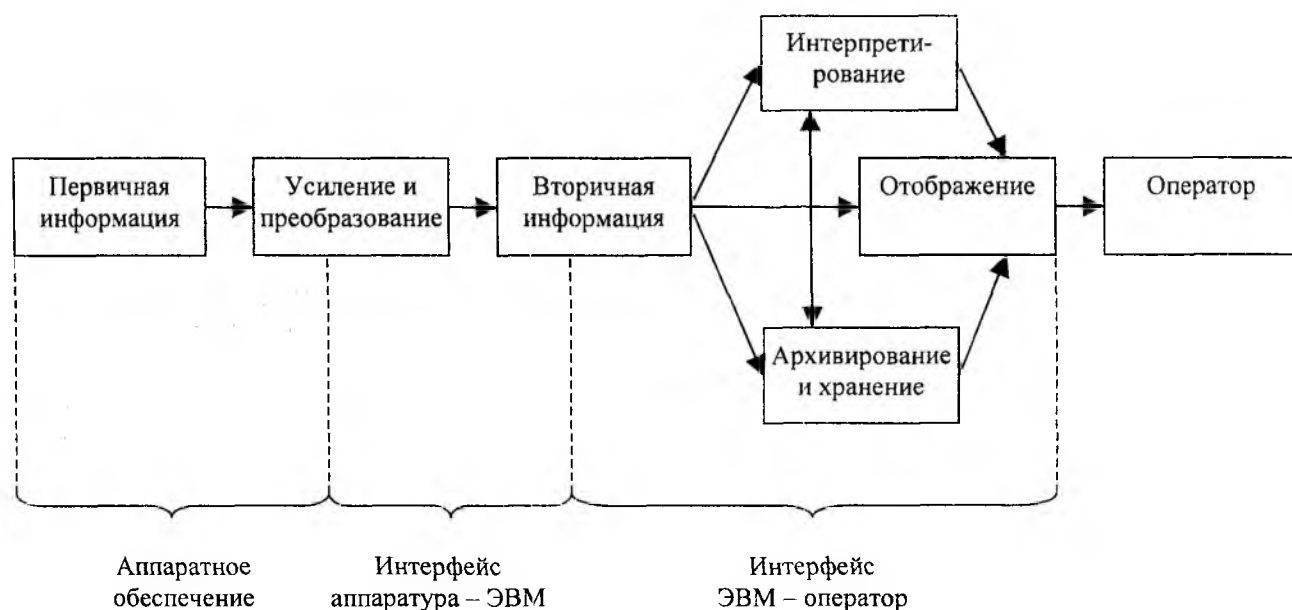 Интерпрети-
рование
Первичная
информация
Усиление и
преобразование
Вторичная
информация
Отображение
Оператор
Архивирование
и хранение
Аппаратное
обеспечение
Интерфейс
аппаратура – ЭВМ
Интерфейс
ЭВМ – оператор